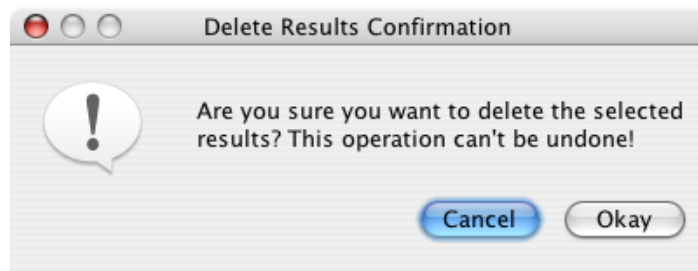 Delete Results Confirmation
Are you sure you want to delete the selected
results? This operation can't be undone!
Cancel Okay